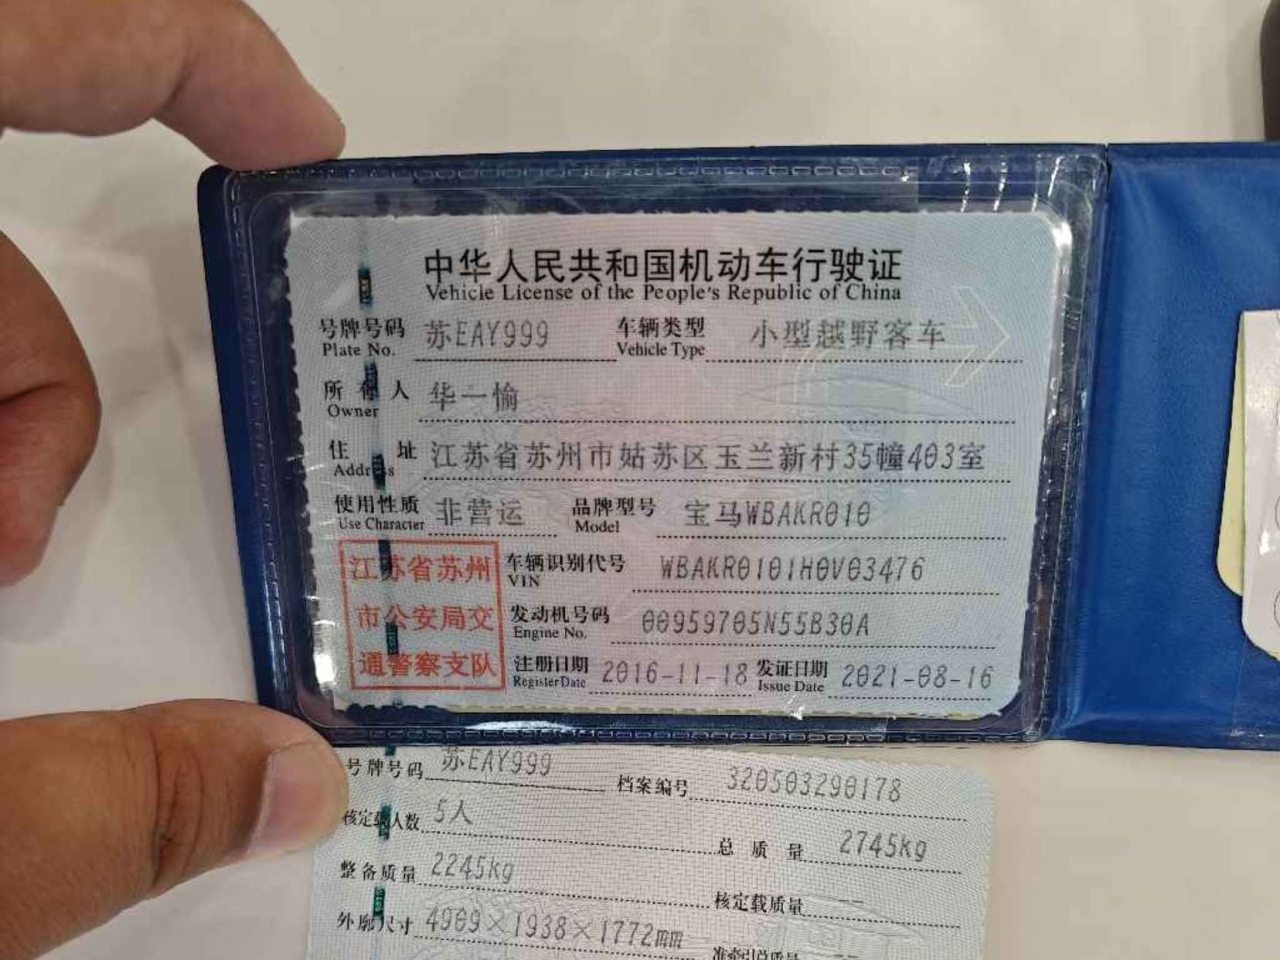 中华人民共和国机动车行驶证
Vehicle License of the People's Republic of China
号牌号码 苏EAY999 车辆类型 小型越野客车
Plate No. Vehicle Type
所有人 华一愉
Owner
住址 江苏省苏州市姑苏区玉兰新村35幢403室
Address
使用性质 非营运 品牌型号 宝马WBAKR010
Use Character Model
江苏省苏州 车辆识别代号 WBAKR0101H0V03476
VIN
市公安局交 发动机号码 00959705N55B30A
Engine No.
通警察支队 注册日期 2016-11-18 发证日期 2021-08-16
Register Date Issue Date
号牌号码 苏EAY999 档案编号 320503290178
核定载人数 5人 总质量 2745kg
整备质量 2245kg 核定载质量 --
外廓尺寸 4909×1938×1772mm 准牵引总质量 --